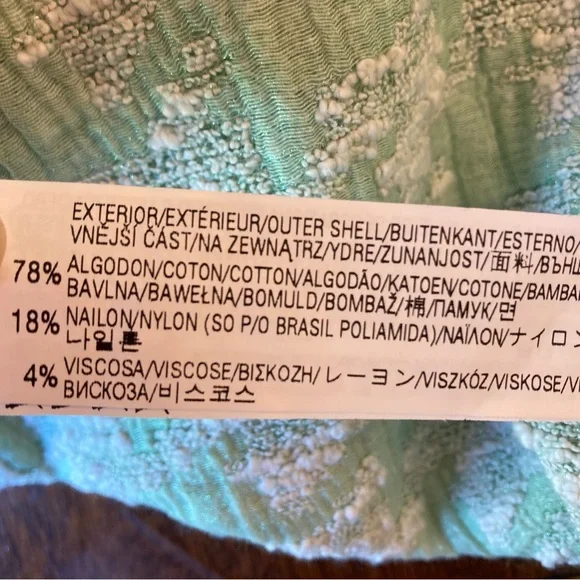 EXTERIOR/EXTÉRIEUR/OUTER SHELL/BUITENKANT/ESTERNO/
VNĚJŠÍ ČÁST/NA ZEWNĄTRZ/YDRE/ZUNANJOST/面料/ВЪНШ
78% ALGODON/COTON/COTTON/ALGODÃO/KATOEN/COTONE/BAMBA
BAVLNA/BAWEŁNA/BOMULD/BOMBAŽ/棉/ПАМУК/면
18% NAILON/NYLON (SO P/O BRASIL POLIAMIDA)/ΝΑΪΛΟΝ/ナイロン
나일론
4% VISCOSA/VISCOSE/ΒΙΣΚΟΖΗ/レーヨン/VISZKÓZ/VISKOSE/VI
ВИСКОЗА/비스코스